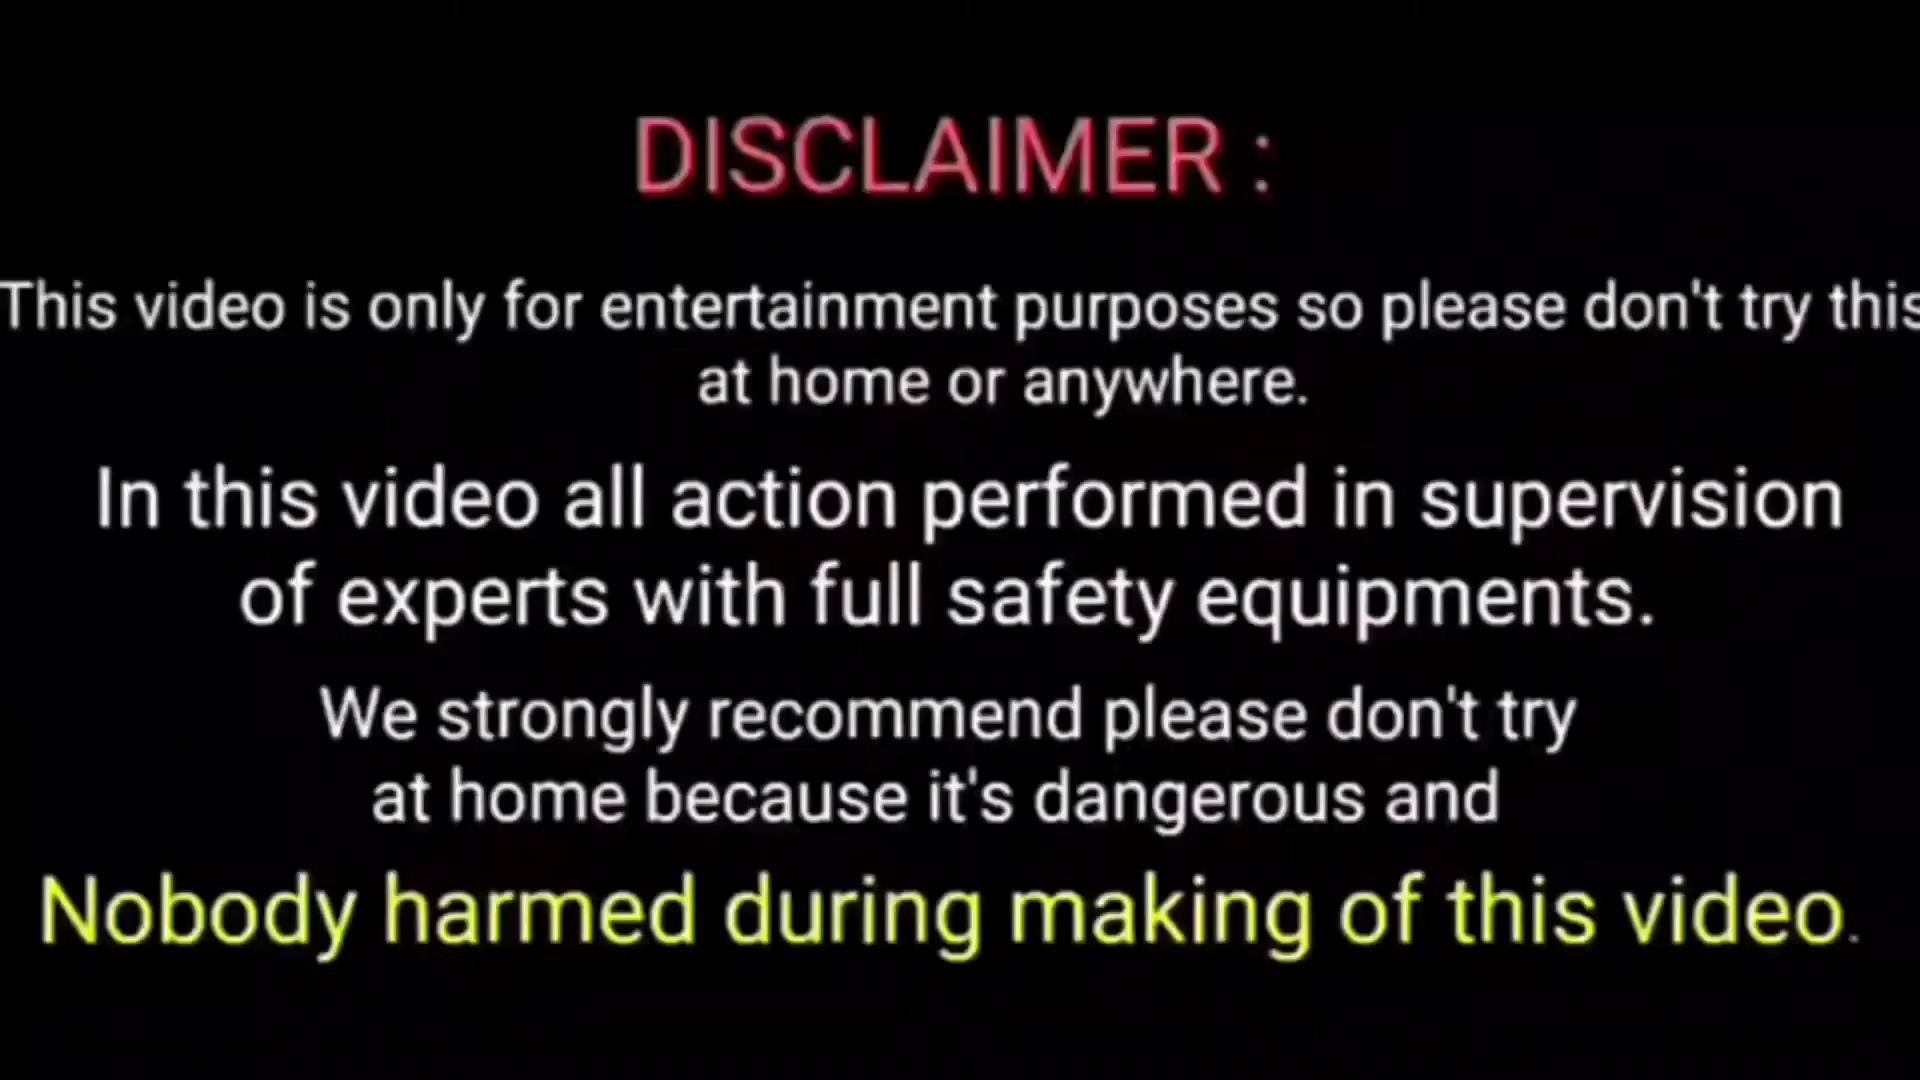 DISCLAIMER :
This video is only for entertainment purposes so please don't try this
at home or anywhere.
In this video all action performed in supervision
of experts with full safety equipments.
We strongly recommend please don't try
at home because it's dangerous and
Nobody harmed during making of this video.